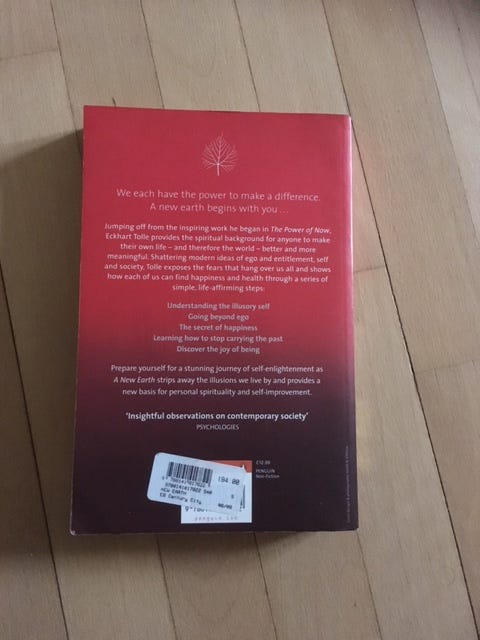 We each have the power to make a difference.
A new earth begins with you ...
Jumping off from the inspiring work he began in The Power of Now,
Eckhart Tolle provides the spiritual background for anyone to make
their own life – and therefore the world – better and more
meaningful. Shattering modern ideas of ego and entitlement, self
and society, Tolle exposes the fears that hang over us all and shows
how each of us can find happiness and health through a series of
simple, life-affirming steps:
Understanding the illusory self
Going beyond ego
The secret of happiness
Learning how to stop carrying the past
Discover the joy of being
Prepare yourself for a stunning journey of self-enlightenment as
A New Earth strips away the illusions we live by and provides a
new basis for personal spirituality and self-improvement.
'Insightful observations on contemporary society'
PSYCHOLOGIES
PENGUIN
Non-Fiction
194.00
NEW EARTH
Century City